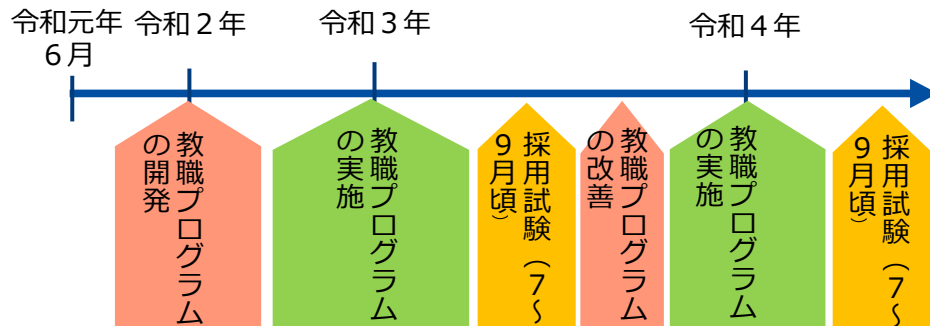 令和元年
６月
令和２年
令和３年
令和４年
教職プログラム
の開発
教職プログラム
の実施
採用試験（７～
９月頃）
教職プログラム
の改善
教職プログラム
の実施
採用試験（７～
９月頃）